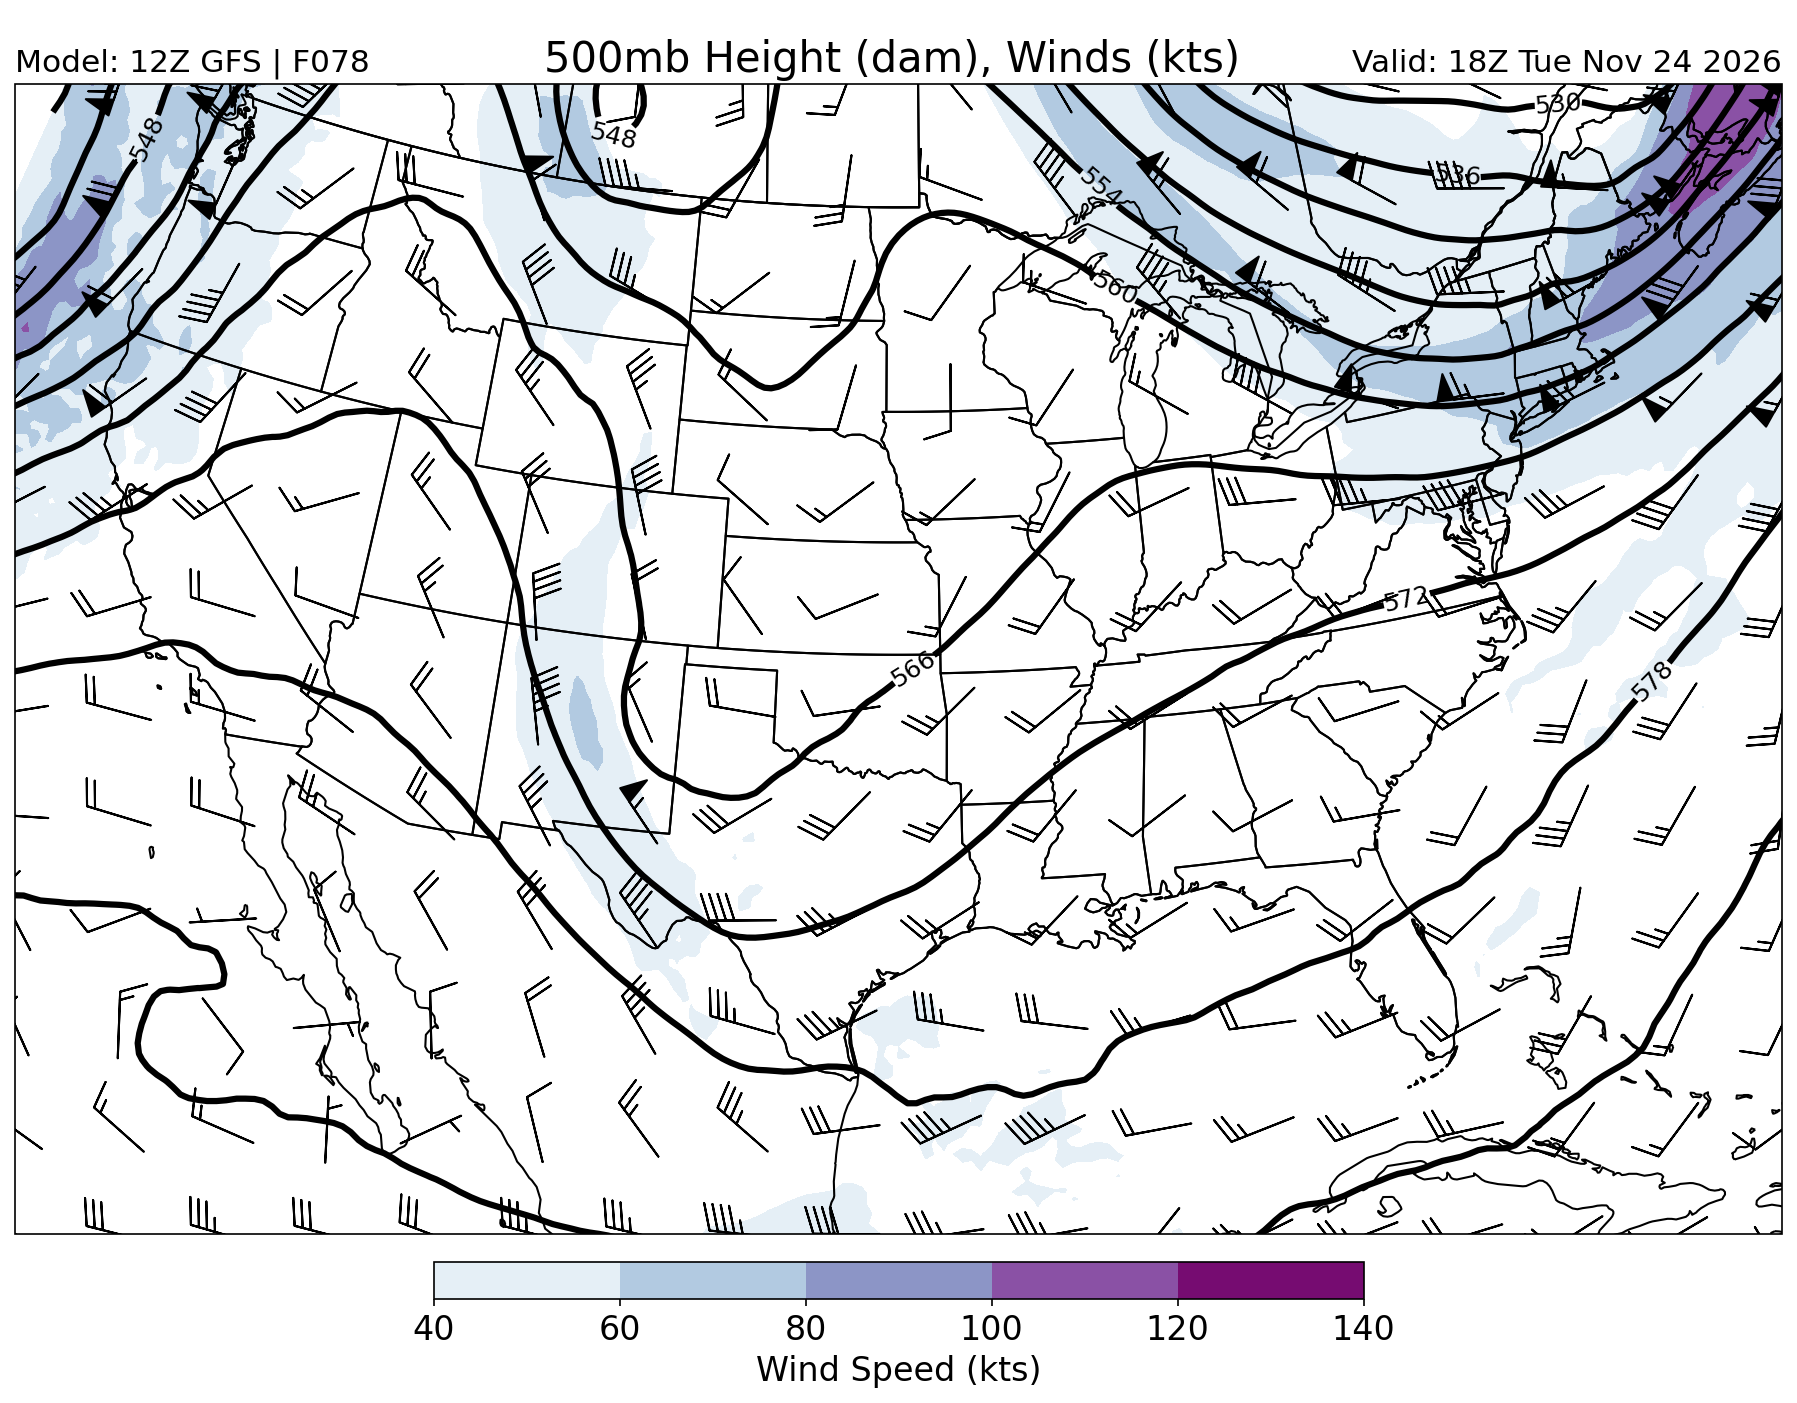 Model: 12Z GFS | F078
500mb Height (dam), Winds (kts)
Valid: 18Z Tue Nov 24 2026
530
548
548
536
554
560
572
566
578
40 60 80 100 120 140
Wind Speed (kts)